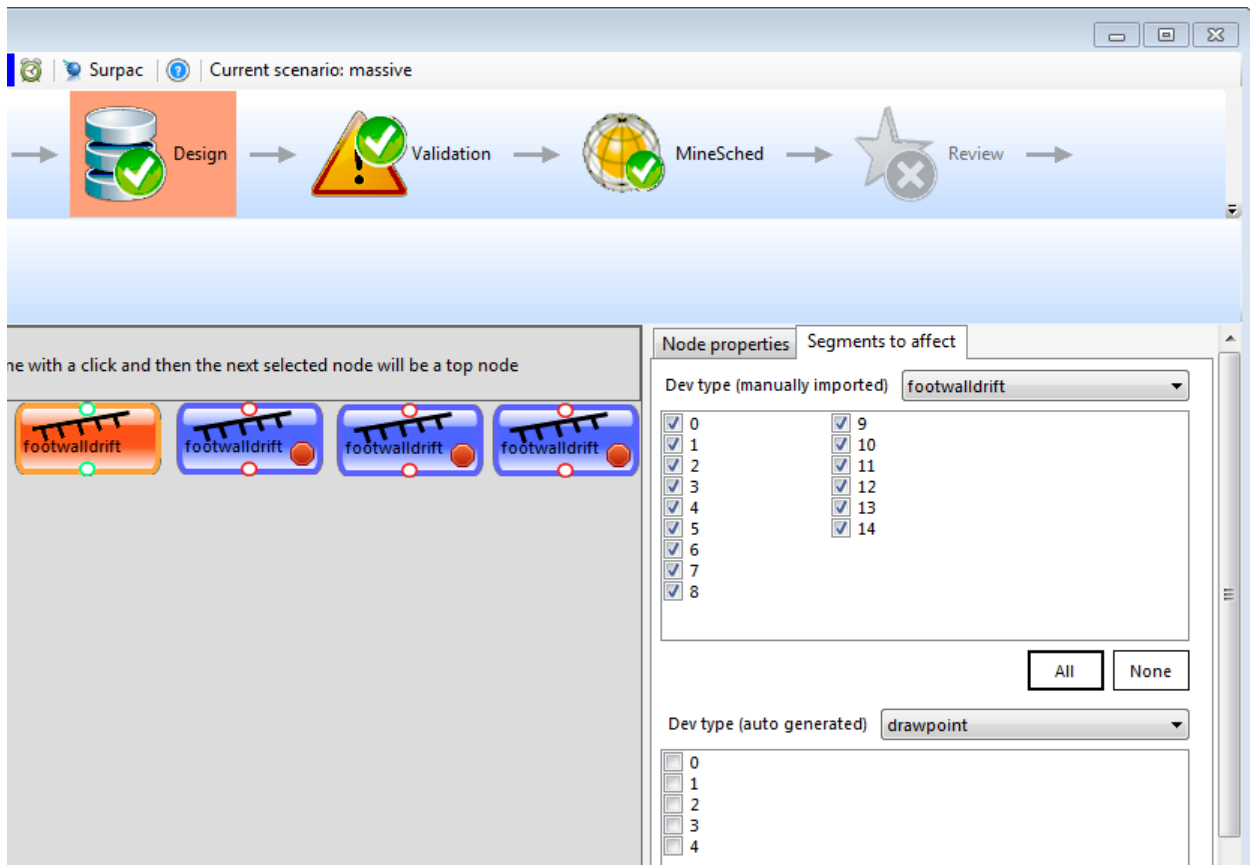 Surpac Current scenario: massive
Design Validation MineSched Review
ne with a click and then the next selected node will be a top node
footwalldrift footwalldrift footwalldrift footwalldrift
Node properties Segments to affect
Dev type (manually imported) footwalldrift
0 9
1 10
2 11
3 12
4 13
5 14
6
7
8
All None
Dev type (auto generated) drawpoint
0
1
2
3
4